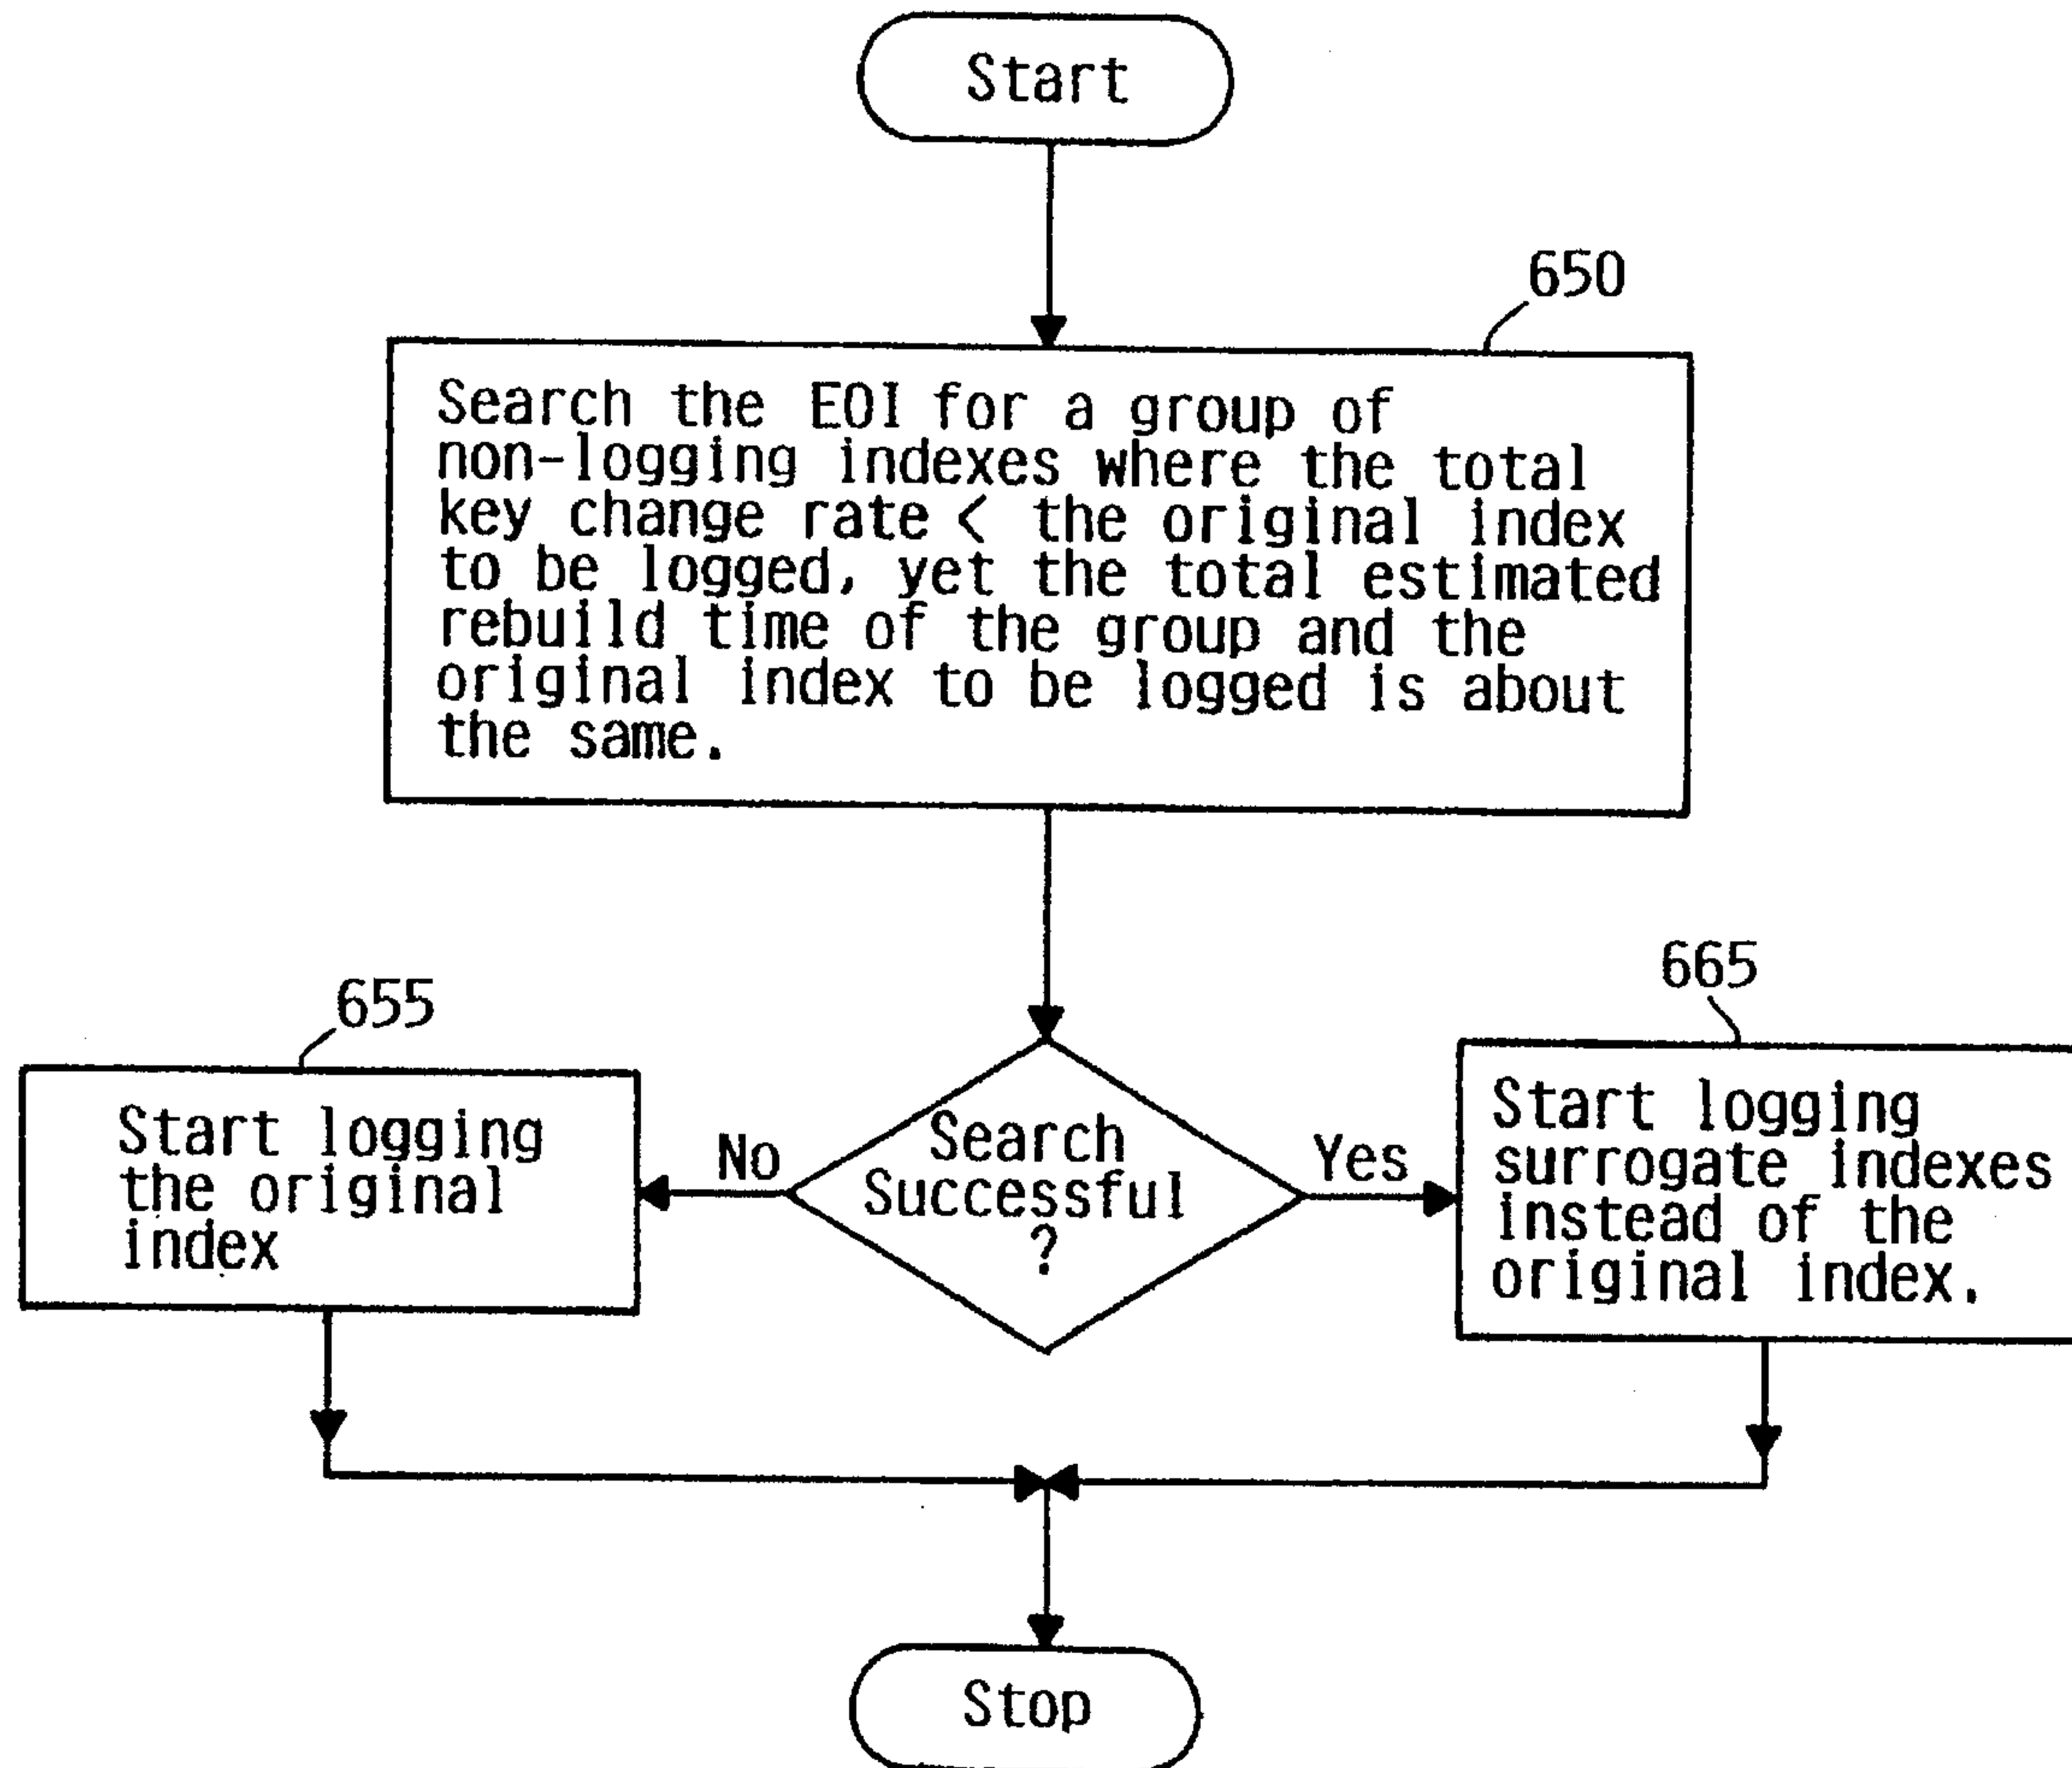 Start
650
Search the EOI for a group of
non-logging indexes where the total
key change rate < the original index
to be logged, yet the total estimated
rebuild time of the group and the
original index to be logged is about
the same.
655
665
Start logging
the original
index
No
Search
Successful
?
Yes
Start logging
surrogate indexes
instead of the
original index.
Stop